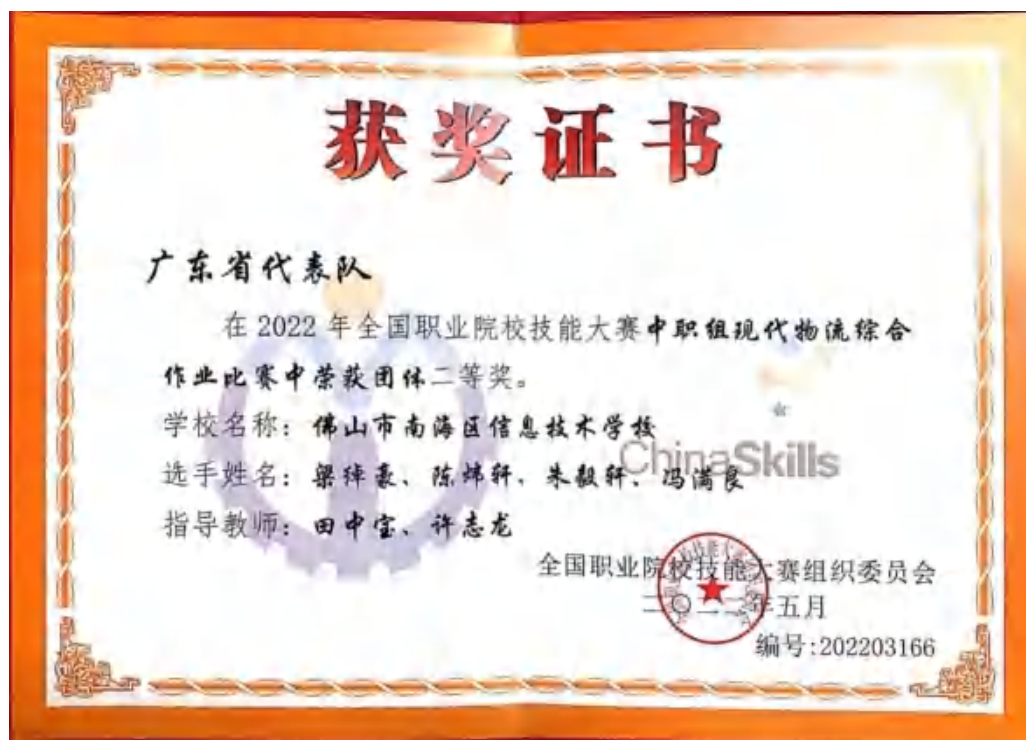 获奖证书
广东省代表队
在 2022 年全国职业院校技能大赛中职组现代物流综合
作业比赛中荣获团体二等奖。
学校名称：佛山市南海区信息技术学校
ChinaSkills
选手姓名：梁梓豪、陈炜轩、朱毅轩、冯满良
指导教师：田中宝、许志龙
全国职业院校技能大赛组织委员会
二〇二二年五月
编号:202203166